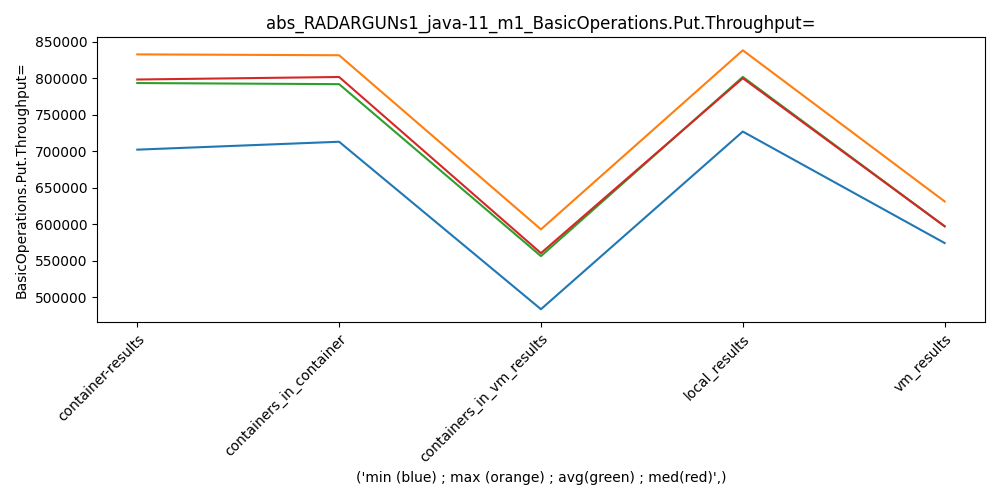 abs_RADARGUNs1_java-11_m1_BasicOperations.Put.Throughput=
BasicOperations.Put.Throughput=
850000
800000
750000
700000
650000
600000
550000
500000
container-results
containers_in_container
containers_in_vm_results
local_results
vm_results
('min (blue) ; max (orange) ; avg(green) ; med(red)',)